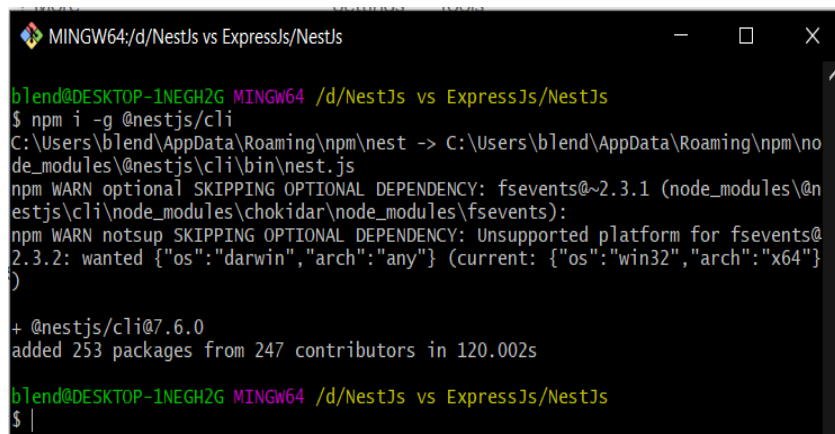 MINGW64:/d/NestJs vs ExpressJs/NestJs
blend@DESKTOP-1NEGH2G MINGW64 /d/NestJs vs ExpressJs/NestJs
$ npm i -g @nestjs/cli
C:\Users\blend\AppData\Roaming\npm\nest -> C:\Users\blend\AppData\Roaming\npm\no
de_modules\@nestjs\cli\bin\nest.js
npm WARN optional SKIPPING OPTIONAL DEPENDENCY: fsevents@~2.3.1 (node_modules\@n
estjs\cli\node_modules\chokidar\node_modules\fsevents):
npm WARN notsup SKIPPING OPTIONAL DEPENDENCY: Unsupported platform for fsevents@
2.3.2: wanted {"os":"darwin","arch":"any"} (current: {"os":"win32","arch":"x64"}
)
+ @nestjs/cli@7.6.0
added 253 packages from 247 contributors in 120.002s
blend@DESKTOP-1NEGH2G MINGW64 /d/NestJs vs ExpressJs/NestJs
$